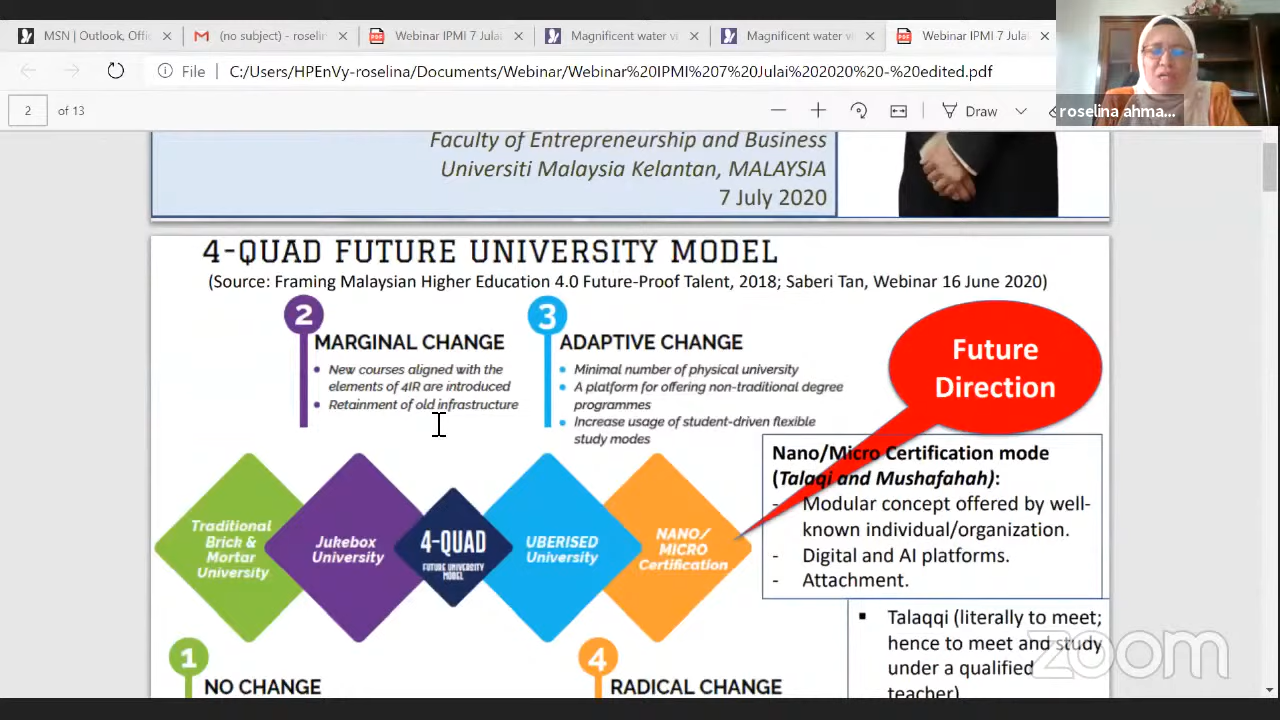 MSN | Outlook, Offi
(no subject) - roselin
Webinar IPMI 7 Julai
Magnificent water vi
Magnificent water vi
Webinar IPMI 7 Julai
File
C:/Users/HPEnVy-roselina/Documents/Webinar/Webinar%20IPMI%207%20Julai%202020%20-%20edited.pdf
roselina ahma...
2 of 13
Draw
Faculty of Entrepreneurship and Business
Universiti Malaysia Kelantan, MALAYSIA
7 July 2020
4-QUAD FUTURE UNIVERSITY MODEL
(Source: Framing Malaysian Higher Education 4.0 Future-Proof Talent, 2018; Saberi Tan, Webinar 16 June 2020)
2
MARGINAL CHANGE
New courses aligned with the
elements of 4IR are introduced
Retainment of old infrastructure
3
ADAPTIVE CHANGE
Minimal number of physical university
A platform for offering non-traditional degree
programmes
Increase usage of student-driven flexible
study modes
Future
Direction
Nano/Micro Certification mode
(Talaqi and Mushafahah):
- Modular concept offered by well-
known individual/organization.
- Digital and AI platforms.
- Attachment.
Traditional
Brick &
Mortar
University
Jukebox
University
4-QUAD
FUTURE UNIVERSITY
MODEL
UBERISED
University
NANO/
MICRO
Certification
Talaqqi (literally to meet;
hence to meet and study
under a qualified
teacher)
1
NO CHANGE
4
RADICAL CHANGE
zoom